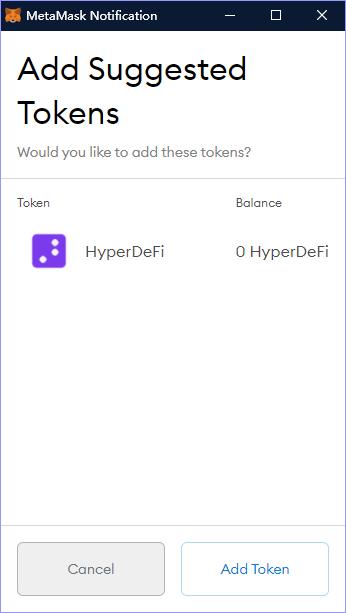 MetaMask Notification
Add Suggested
Tokens
Would you like to add these tokens?
Token Balance
HyperDeFi 0 HyperDeFi
Cancel Add Token